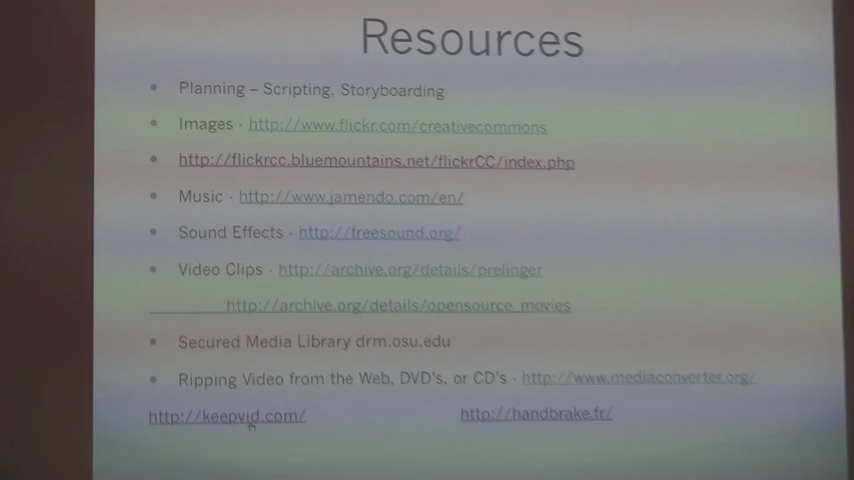 Resources
• Planning – Scripting, Storyboarding
• Images - http://www.flickr.com/creativecommons
• http://flickrcc.bluemountains.net/flickrCC/index.php
• Music - http://www.jamendo.com/en/
• Sound Effects - http://freesound.org/
• Video Clips - http://archive.org/details/prelinger
http://archive.org/details/opensource_movies
• Secured Media Library drm.osu.edu
• Ripping Video from the Web, DVD's, or CD's - http://www.mediaconverter.org/
http://keepvid.com/ http://handbrake.fr/